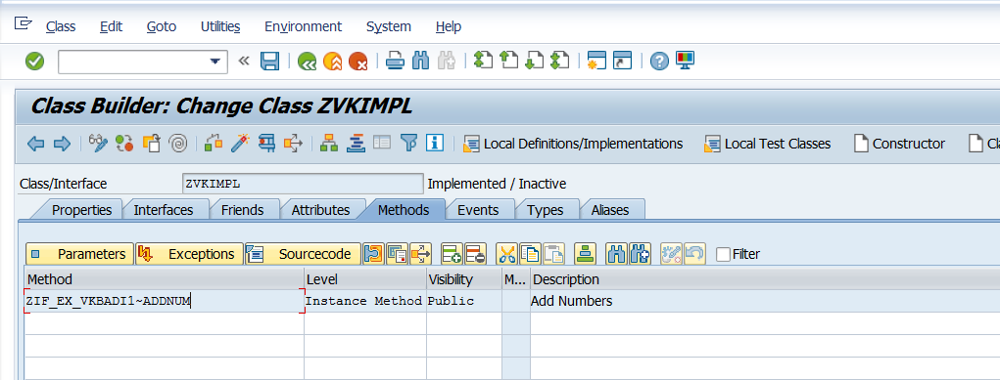 Class Edit Goto Utilities Environment System Help
Class Builder: Change Class ZVKIMPL
Local Definitions/Implementations Local Test Classes Constructor
Class/Interface ZVKIMPL Implemented / Inactive
Properties Interfaces Friends Attributes Methods Events Types Aliases
Parameters Exceptions Sourcecode Filter
Method Level Visibility M... Description
ZIF_EX_VKBADI1~ADDNUM Instance Method Public Add Numbers